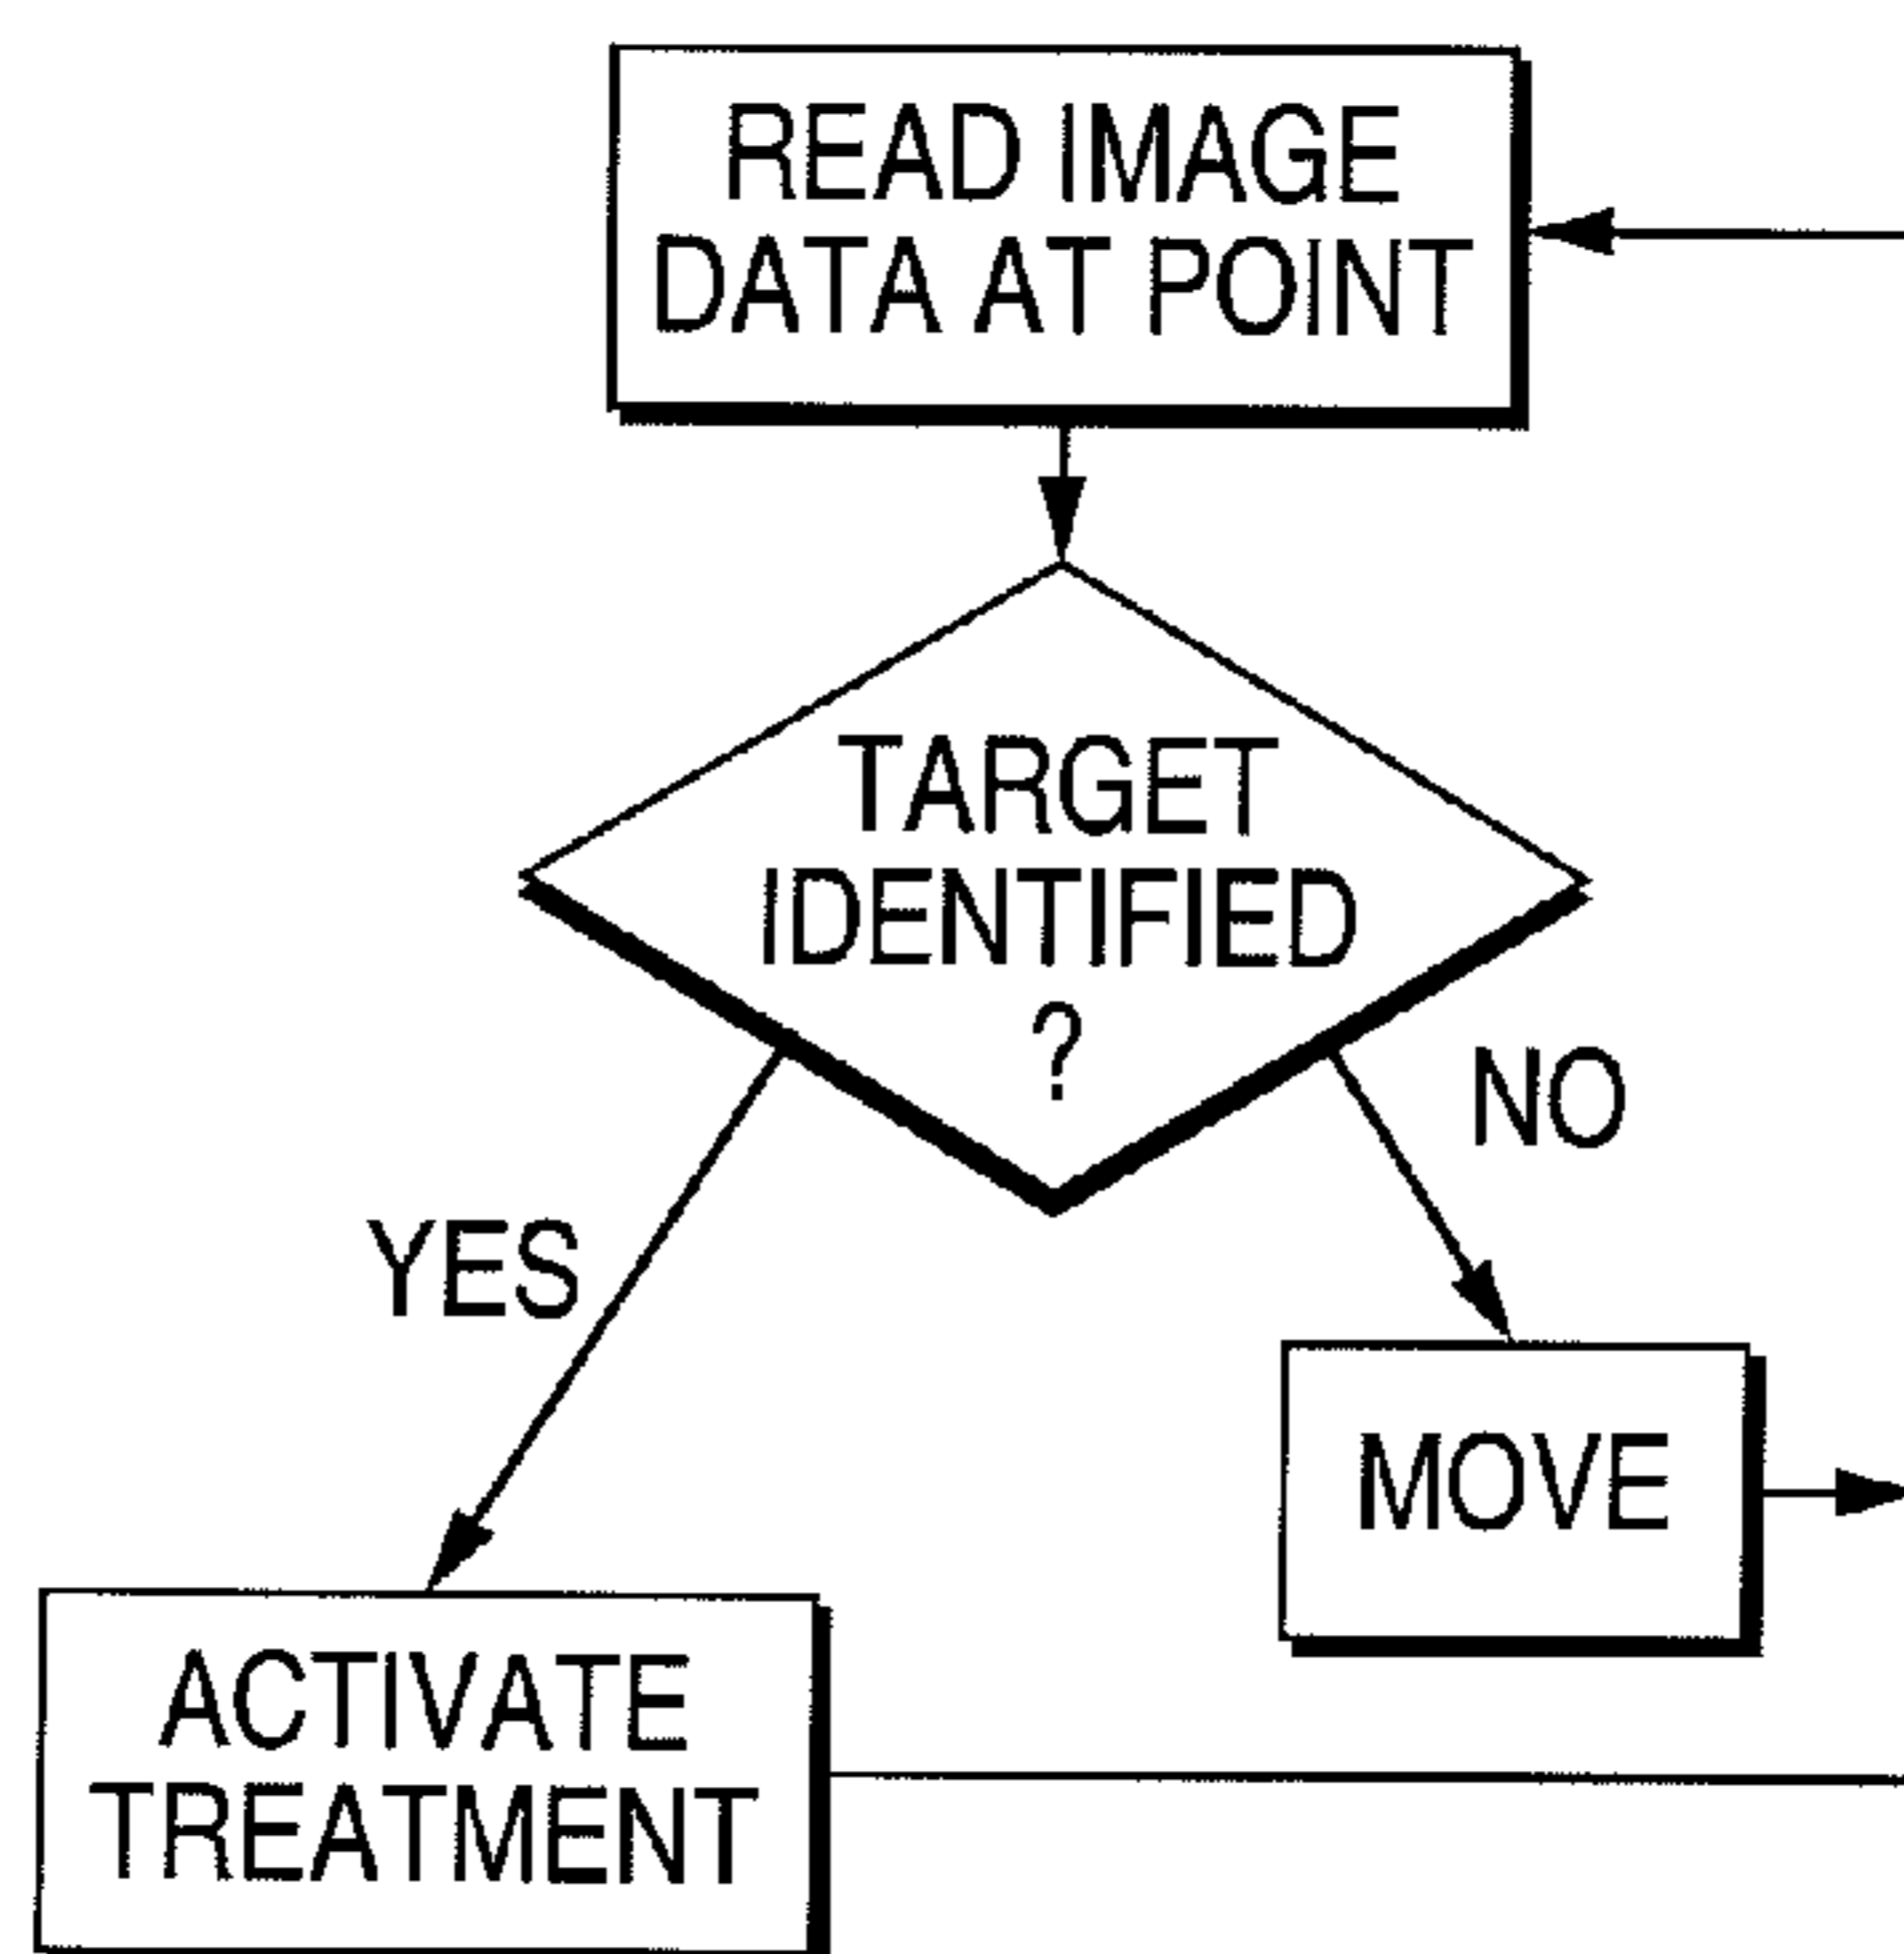 READ IMAGE
DATA AT POINT
TARGET
IDENTIFIED
?
NO
YES
MOVE
ACTIVATE
TREATMENT